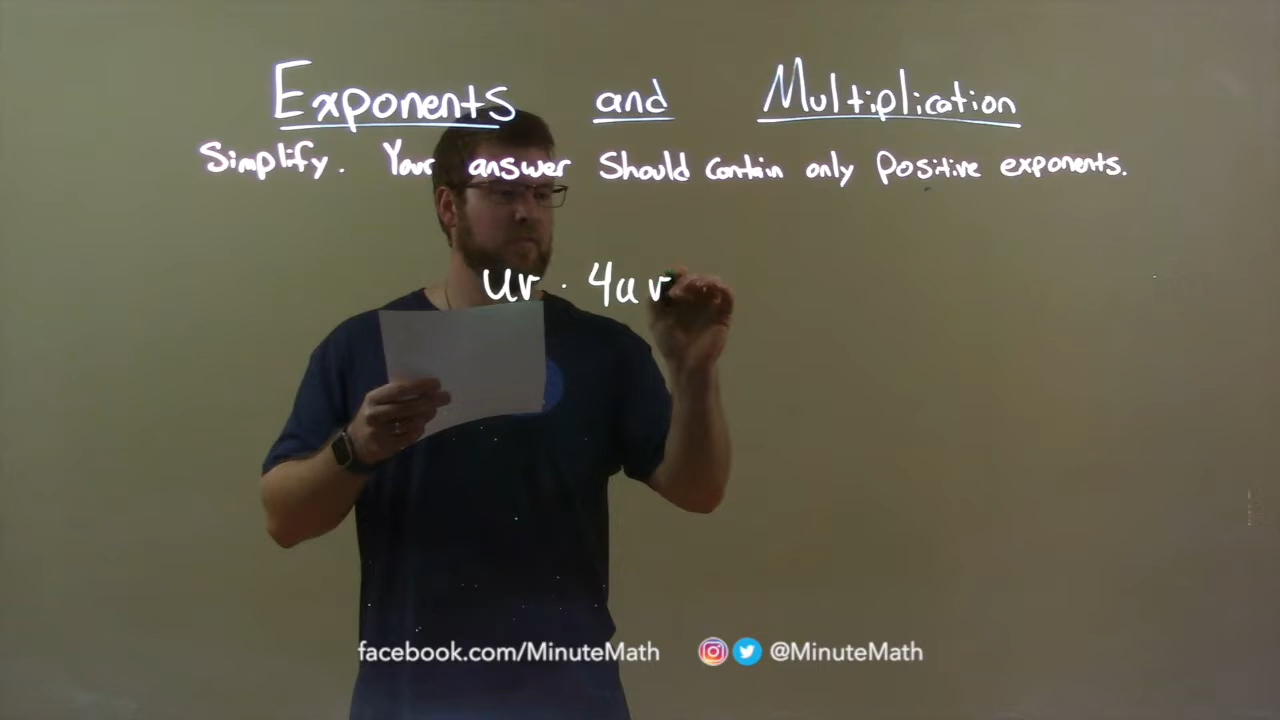 Exponents and Multiplication
Simplify. Your answer should contain only positive exponents.
uv · 4uv
facebook.com/MinuteMath @MinuteMath